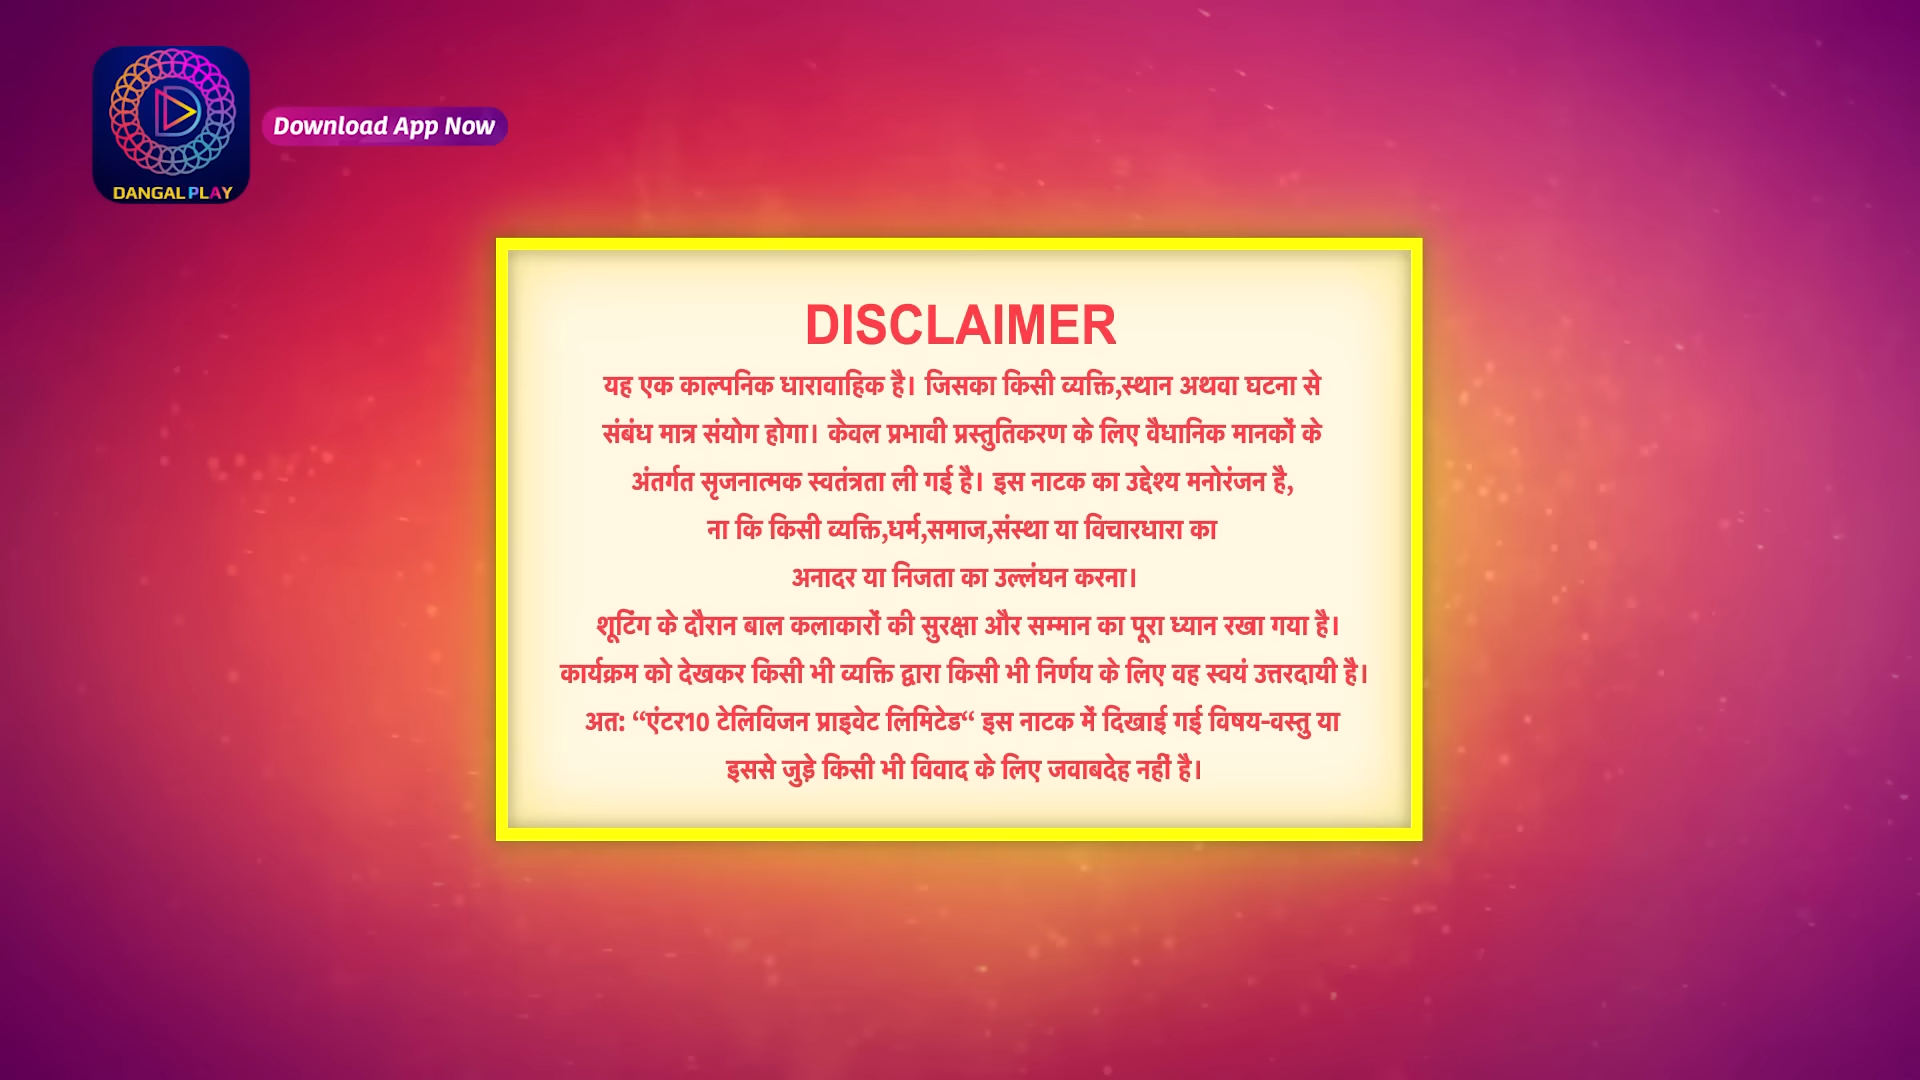 DANGAL PLAY
Download App Now
DISCLAIMER
यह एक काल्पनिक धारावाहिक है। जिसका किसी व्यक्ति,स्थान अथवा घटना से
संबंध मात्र संयोग होगा। केवल प्रभावी प्रस्तुतिकरण के लिए वैधानिक मानकों के
अंतर्गत सृजनात्मक स्वतंत्रता ली गई है। इस नाटक का उद्देश्य मनोरंजन है,
ना कि किसी व्यक्ति,धर्म,समाज,संस्था या विचारधारा का
अनादर या निजता का उल्लंघन करना।
शूटिंग के दौरान बाल कलाकारों की सुरक्षा और सम्मान का पूरा ध्यान रखा गया है।
कार्यक्रम को देखकर किसी भी व्यक्ति द्वारा किसी भी निर्णय के लिए वह स्वयं उत्तरदायी है।
अत: “एंटर10 टेलिविजन प्राइवेट लिमिटेड“ इस नाटक में दिखाई गई विषय-वस्तु या
इससे जुड़े किसी भी विवाद के लिए जवाबदेह नहीं है।